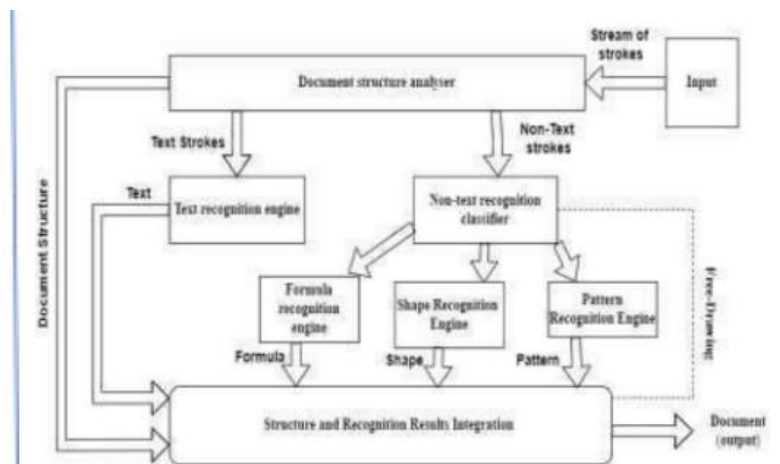 Stream of
strokes
Document structure analyser
Input
Text Strokes
Non-Text
strokes
Text
Text recognition engine
Non-text recognition
classifier
Document Structure
Free-Drawing
Formula
recognition
engine
Shape Recognition
Engine
Pattern
Recognition Engine
Formula
Shape
Pattern
Structure and Recognition Results Integration
Document
(output)